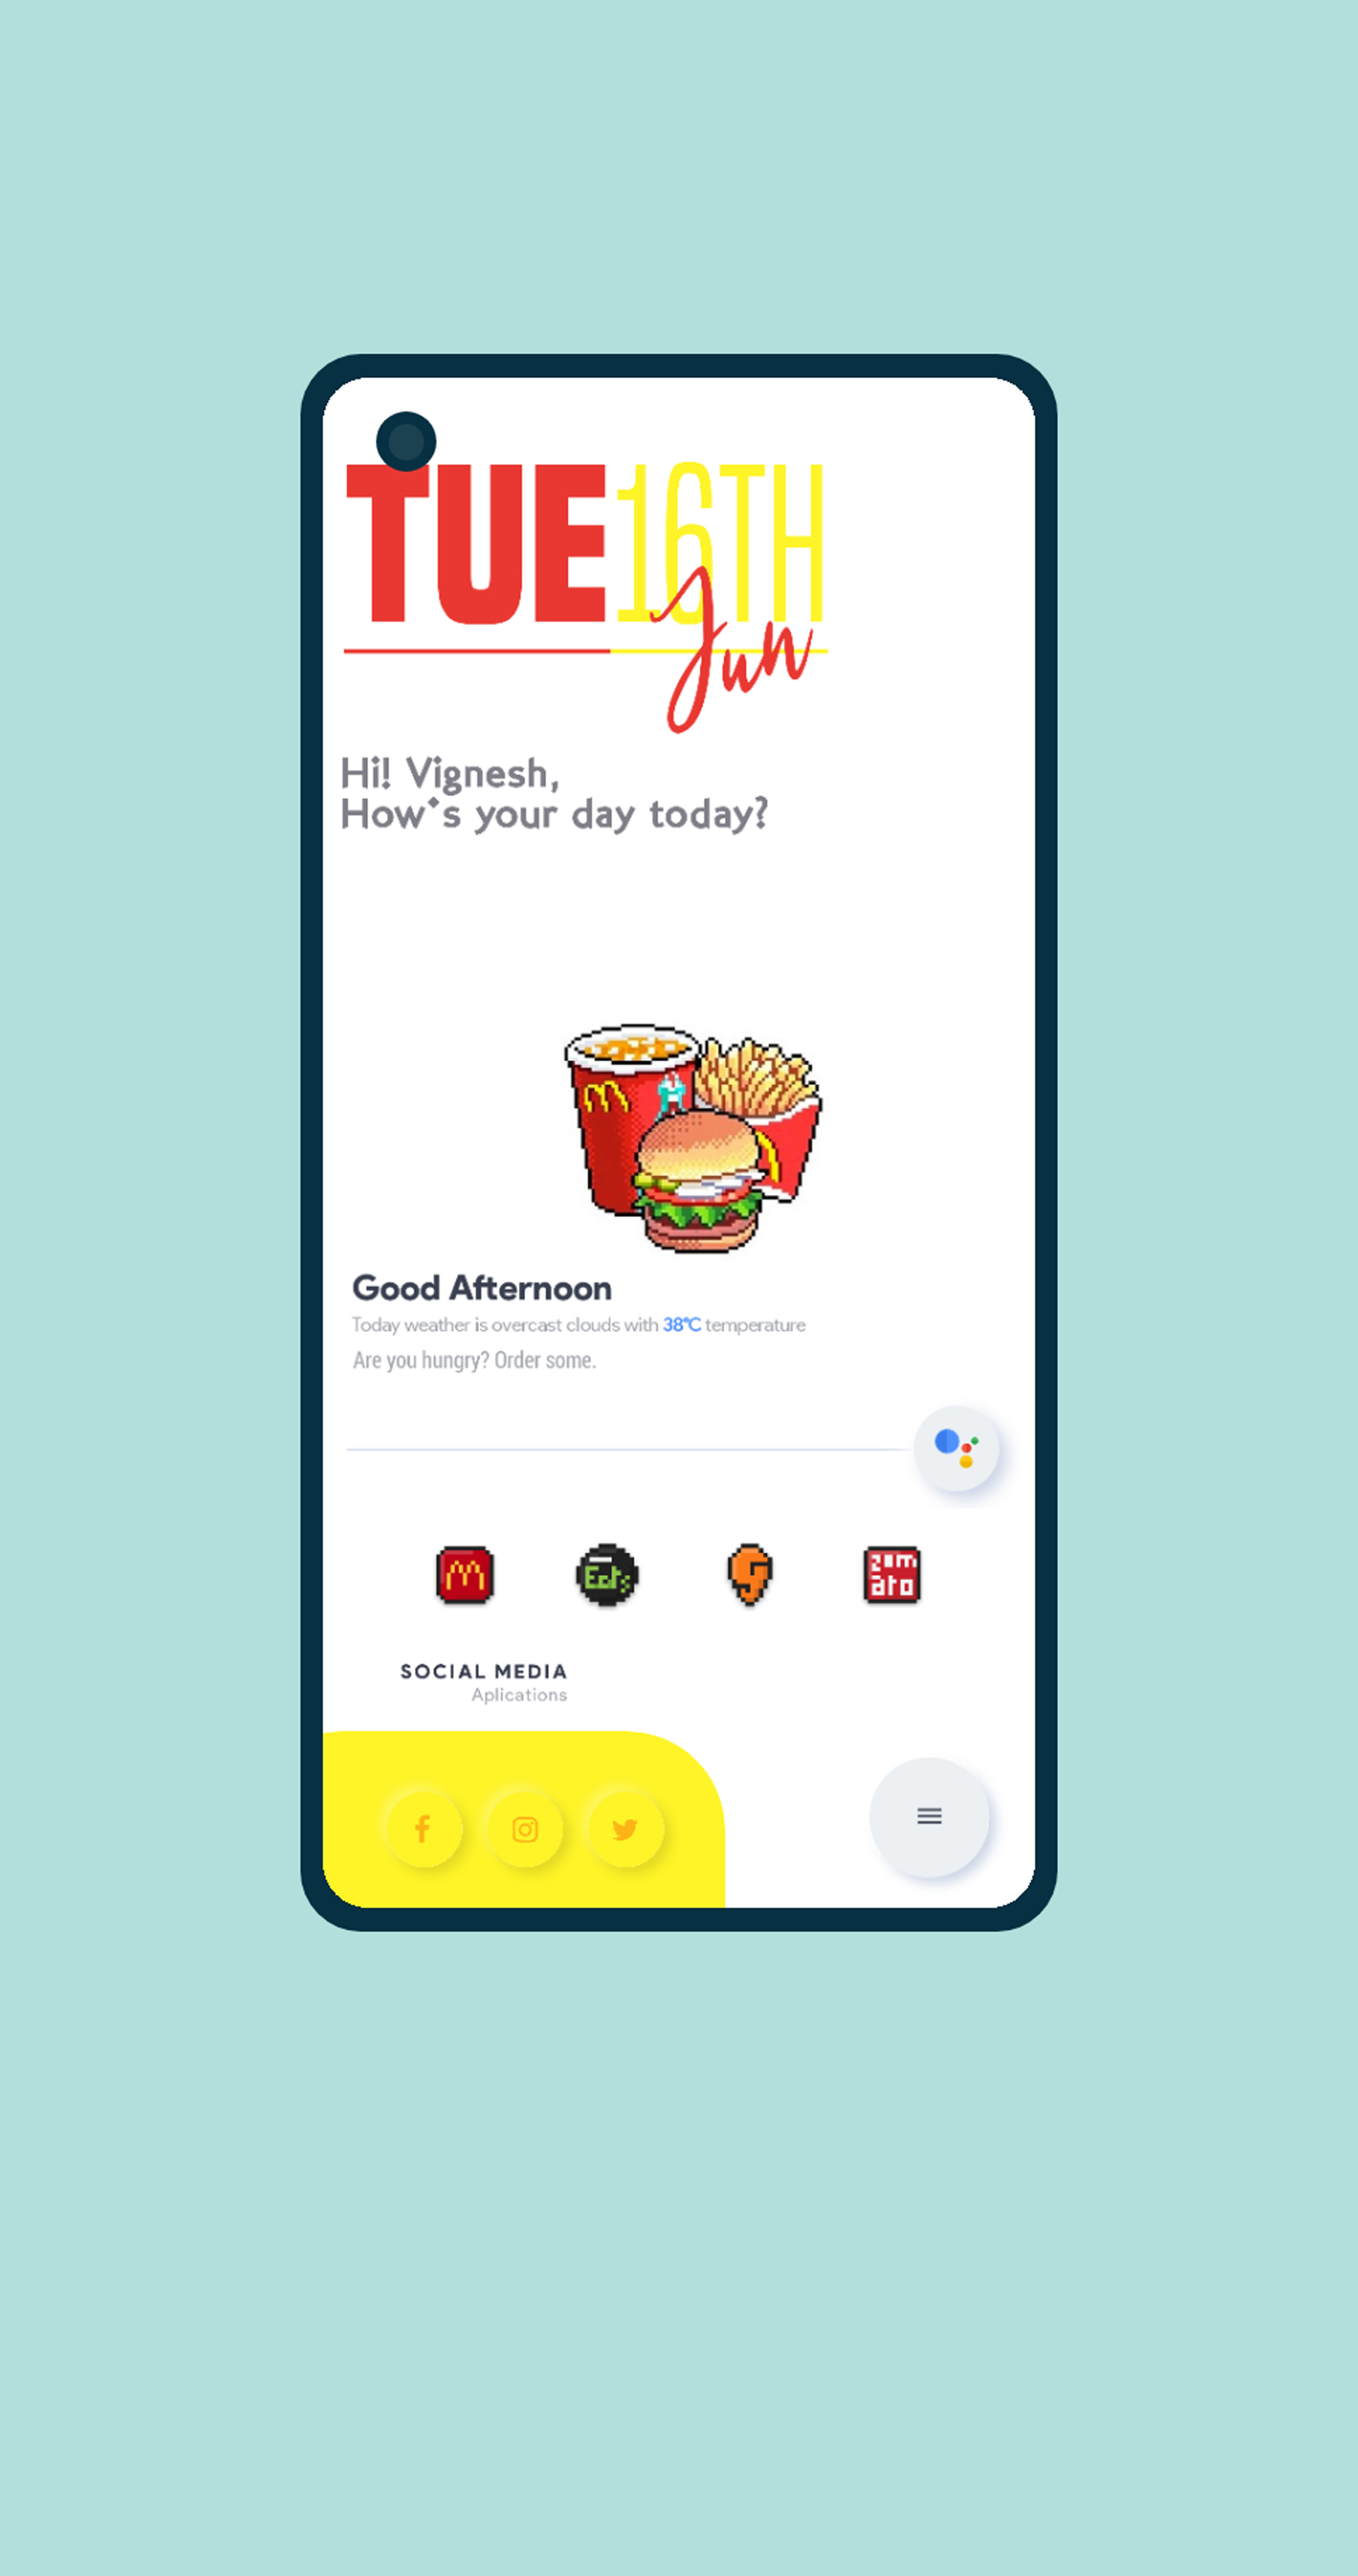 TUE 16TH
Jun
Hi! Vignesh,
How's your day today?
Good Afternoon
Today weather is overcast clouds with 38°C temperature
Are you hungry? Order some.
Eats
zom
ato
SOCIAL MEDIA
Aplications